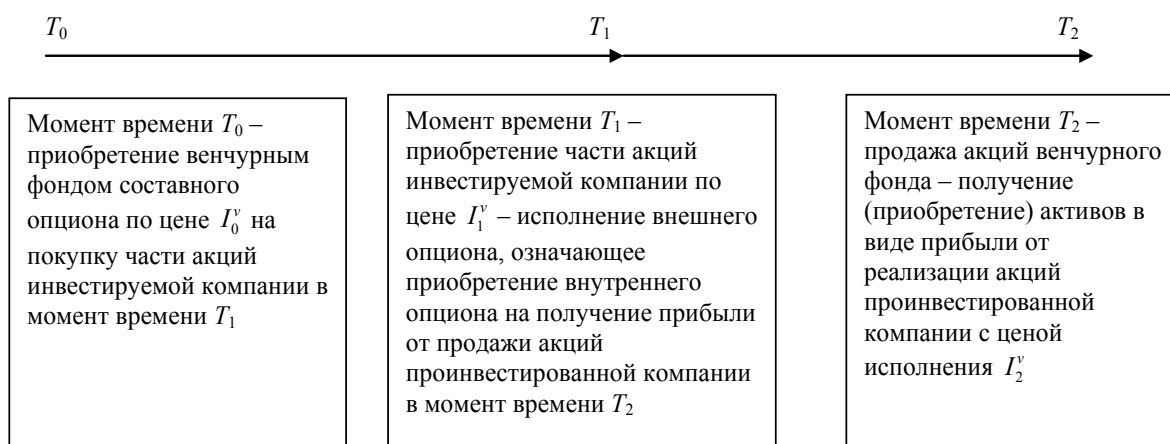 T₀ T₁ T₂
Момент времени T₀ –
приобретение венчурным
фондом составного
опциона по цене I₀ᵛ на
покупку части акций
инвестируемой компании в
момент времени T₁
Момент времени T₁ –
приобретение части акций
инвестируемой компании по
цене I₁ᵛ – исполнение внешнего
опциона, означающее
приобретение внутреннего
опциона на получение прибыли
от продажи акций
проинвестированной компании
в момент времени T₂
Момент времени T₂ –
продажа акций венчурного
фонда – получение
(приобретение) активов в
виде прибыли от
реализации акций
проинвестированной
компании с ценой
исполнения I₂ᵛ